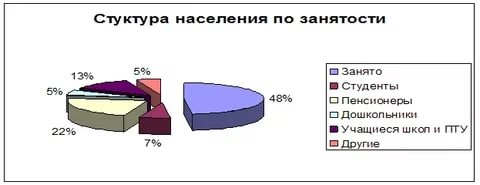 Стуктура населения по занятости
13%
5%
5%
48%
22%
7%
Занято
Студенты
Пенсионеры
Дошкольники
Учащиеся школ и ПТУ
Другие